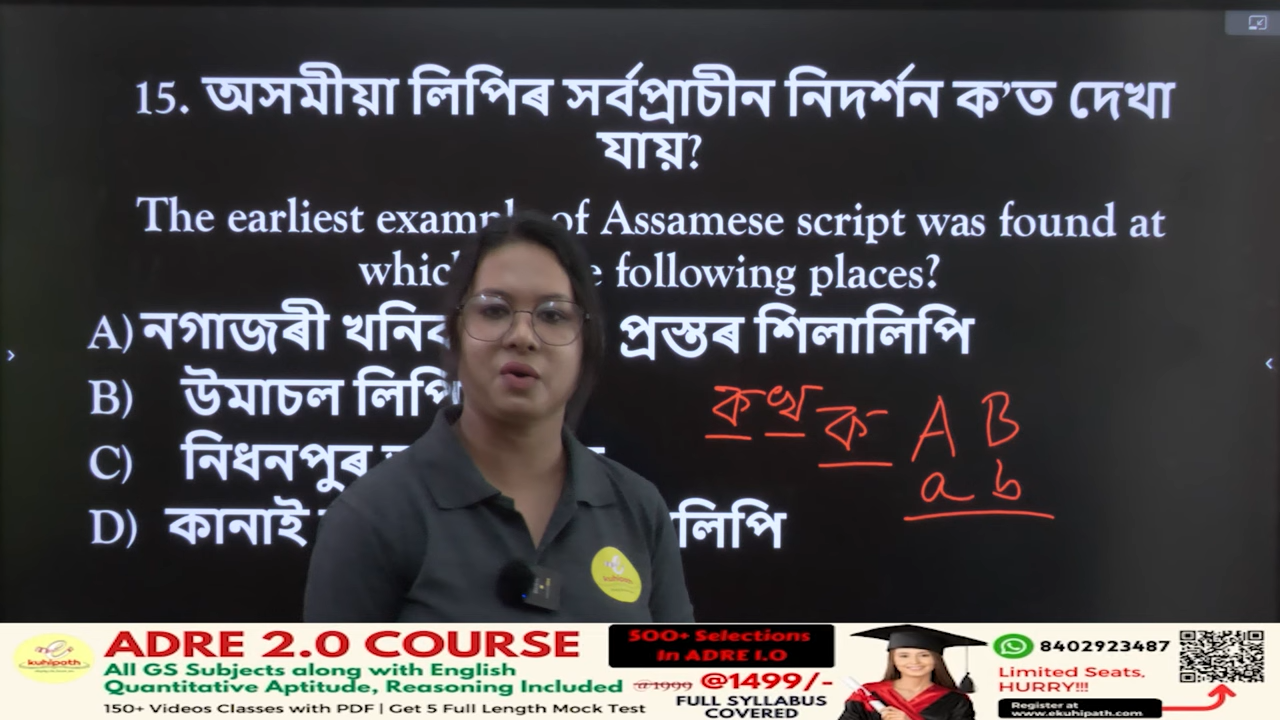 15. অসমীয়া লিপিৰ সৰ্বপ্ৰাচীন নিদৰ্শন ক'ত দেখা
যায়?
The earliest of Assamese script was found at
following places?
A) নগাজৰী প্ৰস্তৰ শিলালিপি
B) উমাচল
C) নিধনপুৰ
D) কানাই
ক খ ক A B
a b
kuhipath
kuhipath
ADRE 2.0 COURSE
All GS Subjects along with English
Quantitative Aptitude, Reasoning Included
150+ Videos Classes with PDF | Get 5 Full Length Mock Test
500+ Selections
In ADRE 1.0
@1999 @1499/-
FULL SYLLABUS
COVERED
8402923487
Limited Seats,
HURRY!!!
Register at
www.ekuhipath.com